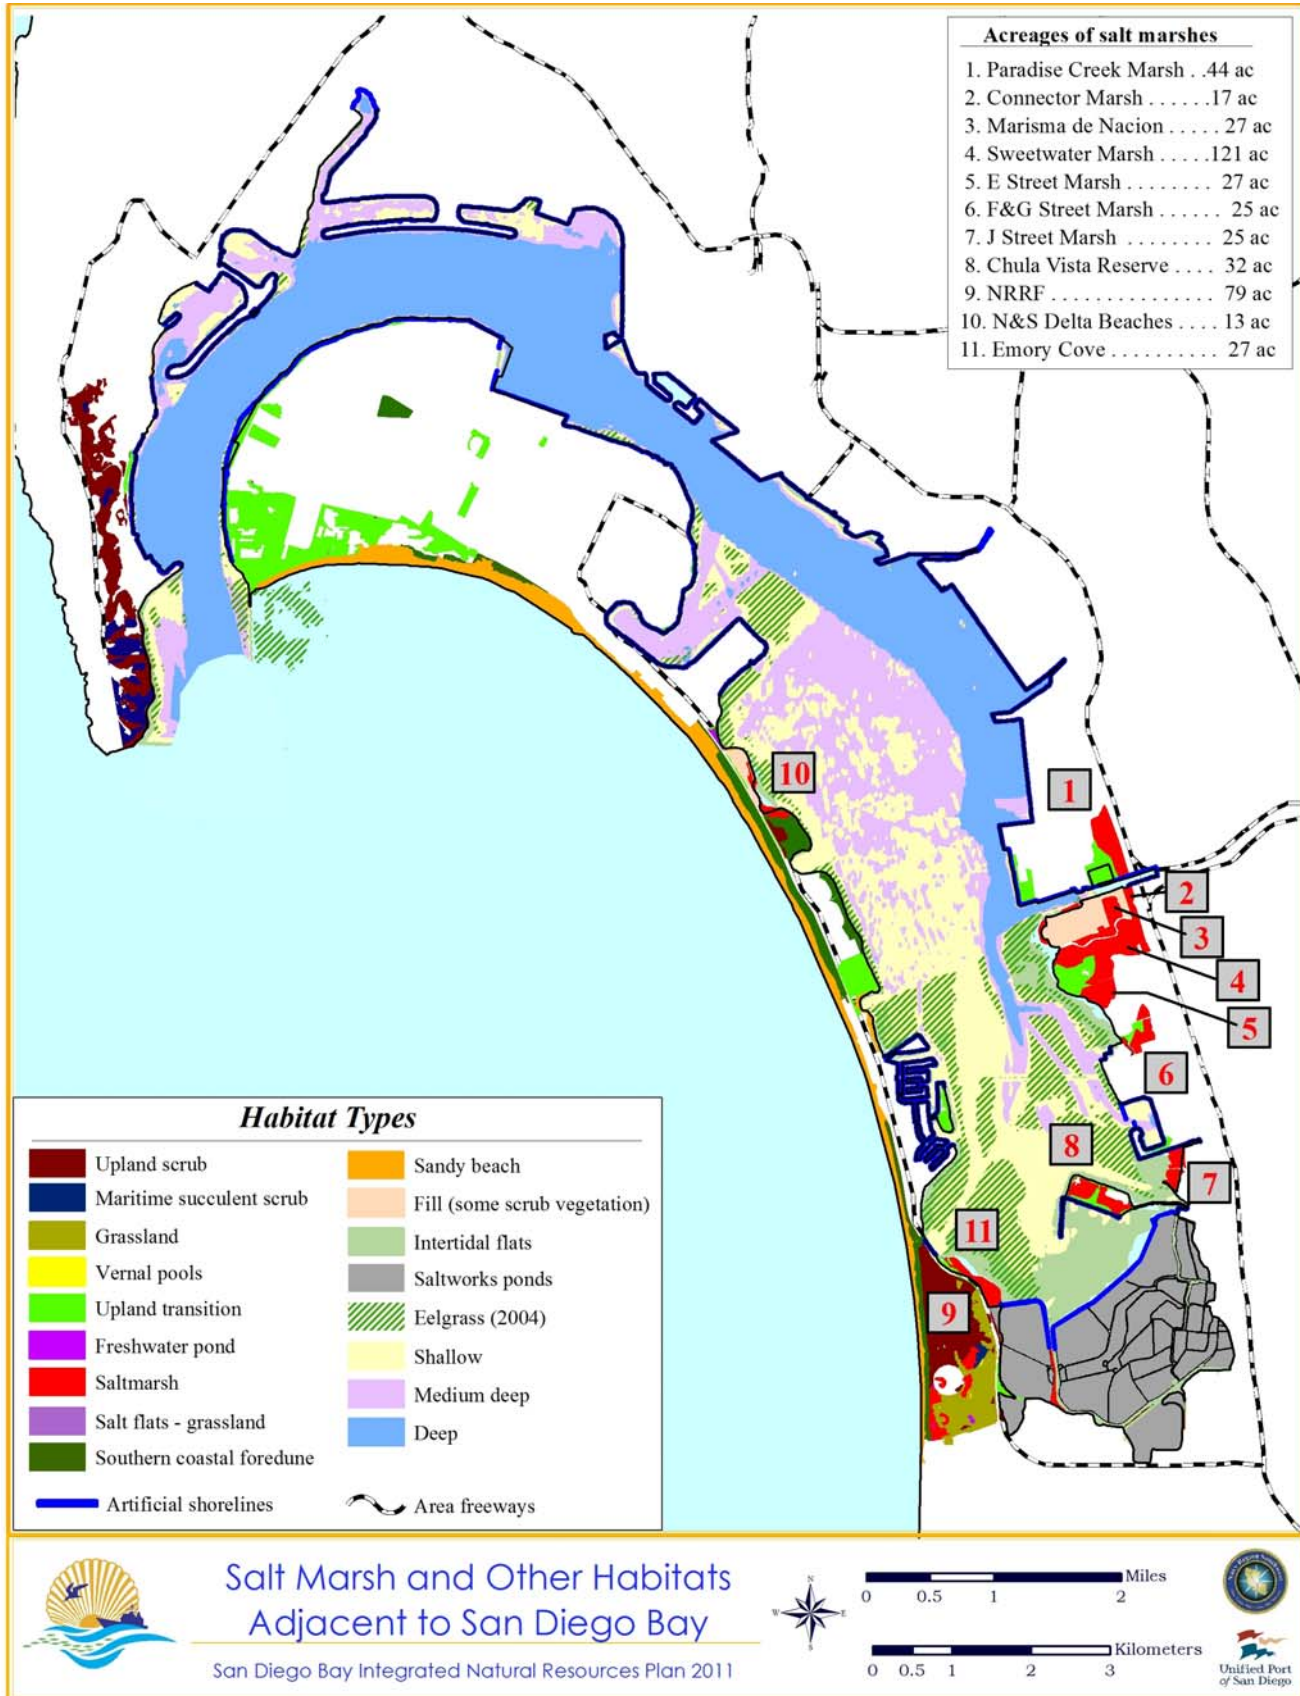 Acreages of salt marshes
1. Paradise Creek Marsh . .44 ac
2. Connector Marsh . . . . . .17 ac
3. Marisma de Nacion . . . . . 27 ac
4. Sweetwater Marsh . . . . .121 ac
5. E Street Marsh . . . . . . . . 27 ac
6. F&G Street Marsh . . . . . . 25 ac
7. J Street Marsh . . . . . . . . 25 ac
8. Chula Vista Reserve . . . . 32 ac
9. NRRF . . . . . . . . . . . . . . . 79 ac
10. N&S Delta Beaches . . . . 13 ac
11. Emory Cove . . . . . . . . . . 27 ac
10
1
2
3
4
5
6
8
7
11
9
Habitat Types
Upland scrub
Maritime succulent scrub
Grassland
Vernal pools
Upland transition
Freshwater pond
Saltmarsh
Salt flats - grassland
Southern coastal foredune
Sandy beach
Fill (some scrub vegetation)
Intertidal flats
Saltworks ponds
Eelgrass (2004)
Shallow
Medium deep
Deep
Artificial shorelines
Area freeways
Salt Marsh and Other Habitats
Adjacent to San Diego Bay
San Diego Bay Integrated Natural Resources Plan 2011
N
W E
S
Miles
0 0.5 1 2
Kilometers
0 0.5 1 2 3
Unified Port
of San Diego